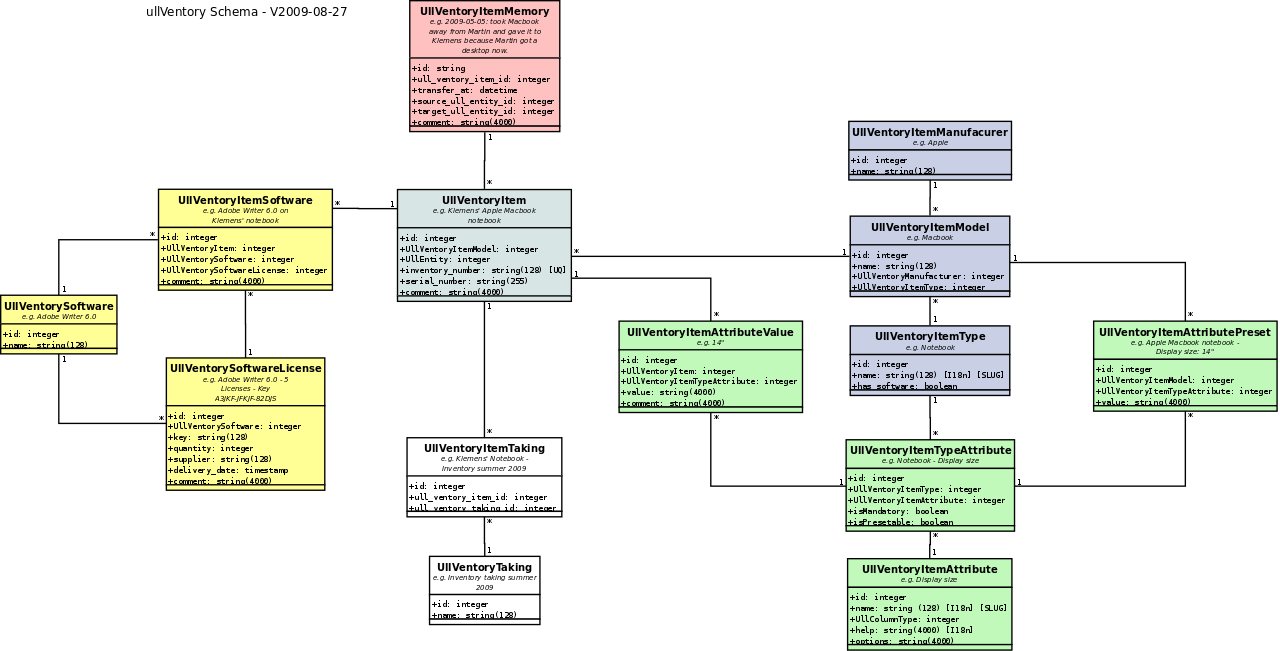 ullVentory Schema - V2009-08-27
UllVentoryItemMemory
e.g. 2009-05-05: took Macbook
away from Martin and gave it to
Klemens because Martin got a
desktop now.
+id: string
+ull_ventory_item_id: integer
+transfer_at: datetime
+source_ull_entity_id: integer
+target_ull_entity_id: integer
+comment: string(4000)
1
*
UllVentoryItemSoftware
e.g. Adobe Writer 6.0 on
Klemens' notebook
+id: integer
+UllVentoryItem: integer
+UllVentorySoftware: integer
+UllVentorySoftwareLicense: integer
+comment: string(4000)
*
1
*
1
*
1
UllVentoryItem
e.g. Klemens' Apple Macbook
notebook
+id: integer
+UllVentoryItemModel: integer
+UllEntity: integer
+inventory_number: string(128) [UQ]
+serial_number: string(255)
+comment: string(4000)
*
1
1
*
1
*
UllVentorySoftware
e.g. Adobe Writer 6.0
+id: integer
+name: string(128)
1
*
UllVentorySoftwareLicense
e.g. Adobe Writer 6.0 - 5
Licenses - Key
A3JKF-JFKJF-82DJS
+id: integer
+UllVentorySoftware: integer
+key: string(128)
+quantity: integer
+supplier: string(128)
+delivery_date: timestamp
+comment: string(4000)
UllVentoryItemTaking
e.g. Klemens' Notebook -
Inventory summer 2009
+id: integer
+ull_ventory_item_id: integer
+ull_ventory_taking_id: integer
*
1
UllVentoryTaking
e.g. Inventory taking summer
2009
+id: integer
+name: string(128)
UllVentoryItemManufacurer
e.g. Apple
+id: integer
+name: string(128)
1
*
UllVentoryItemModel
e.g. Macbook
+id: integer
+name: string(128)
+UllVentoryManufacturer: integer
+UllVentoryItemType: integer
1
*
*
1
UllVentoryItemAttributeValue
e.g. 14"
+id: integer
+UllVentoryItem: integer
+UllVentoryItemTypeAttribute: integer
+value: string(4000)
+comment: string(4000)
*
1
UllVentoryItemType
e.g. Notebook
+id: integer
+name: string(128) [I18n] [SLUG]
+has_software: boolean
1
*
UllVentoryItemAttributePreset
e.g. Apple Macbook notebook -
Display size: 14"
+id: integer
+UllVentoryItemModel: integer
+UllVentoryItemTypeAttribute: integer
+value: string(4000)
*
1
UllVentoryItemTypeAttribute
e.g. Notebook - Display size
+id: integer
+UllVentoryItemType: integer
+UllVentoryItemAttribute: integer
+isMandatory: boolean
+isPresetable: boolean
*
1
UllVentoryItemAttribute
e.g. Display size
+id: integer
+name: string (128) [I18n] [SLUG]
+UllColumnType: integer
+help: string(4000) [I18n]
+options: string(4000)